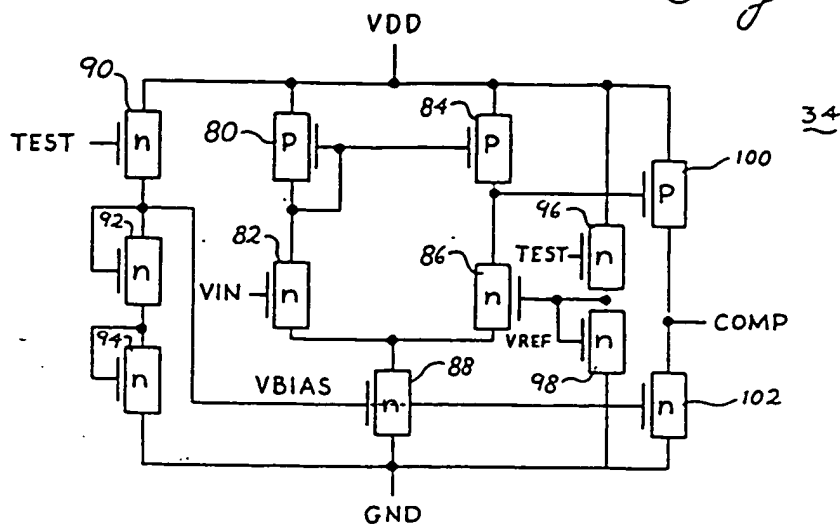 VDD
90
TEST
n
80
P
84
P
34
100
P
92
n
82
n
VIN
86
n
96
n
TEST
VREF
98
n
COMP
94
n
VBIAS
88
n
102
n
GND